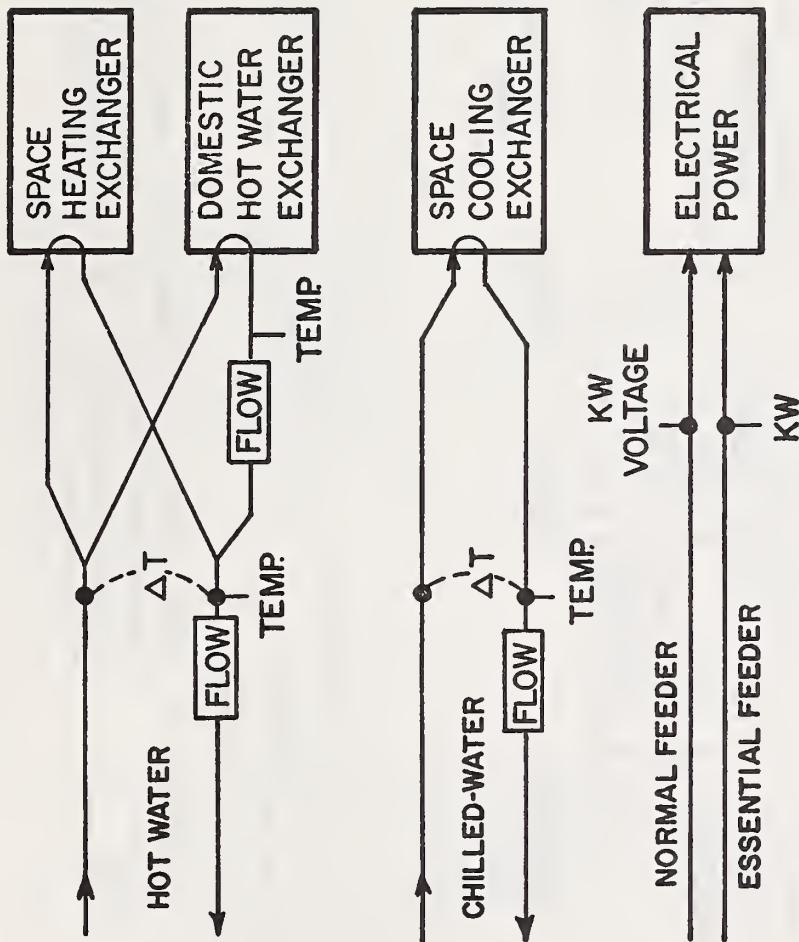 SPACE
HEATING
EXCHANGER
DOMESTIC
HOT WATER
EXCHANGER
TEMP.
FLOW
ΔT
TEMP.
FLOW
HOT WATER
SPACE
COOLING
EXCHANGER
ΔT
TEMP.
FLOW
CHILLED-WATER
ELECTRICAL
POWER
KW
VOLTAGE
KW
NORMAL FEEDER
ESSENTIAL FEEDER